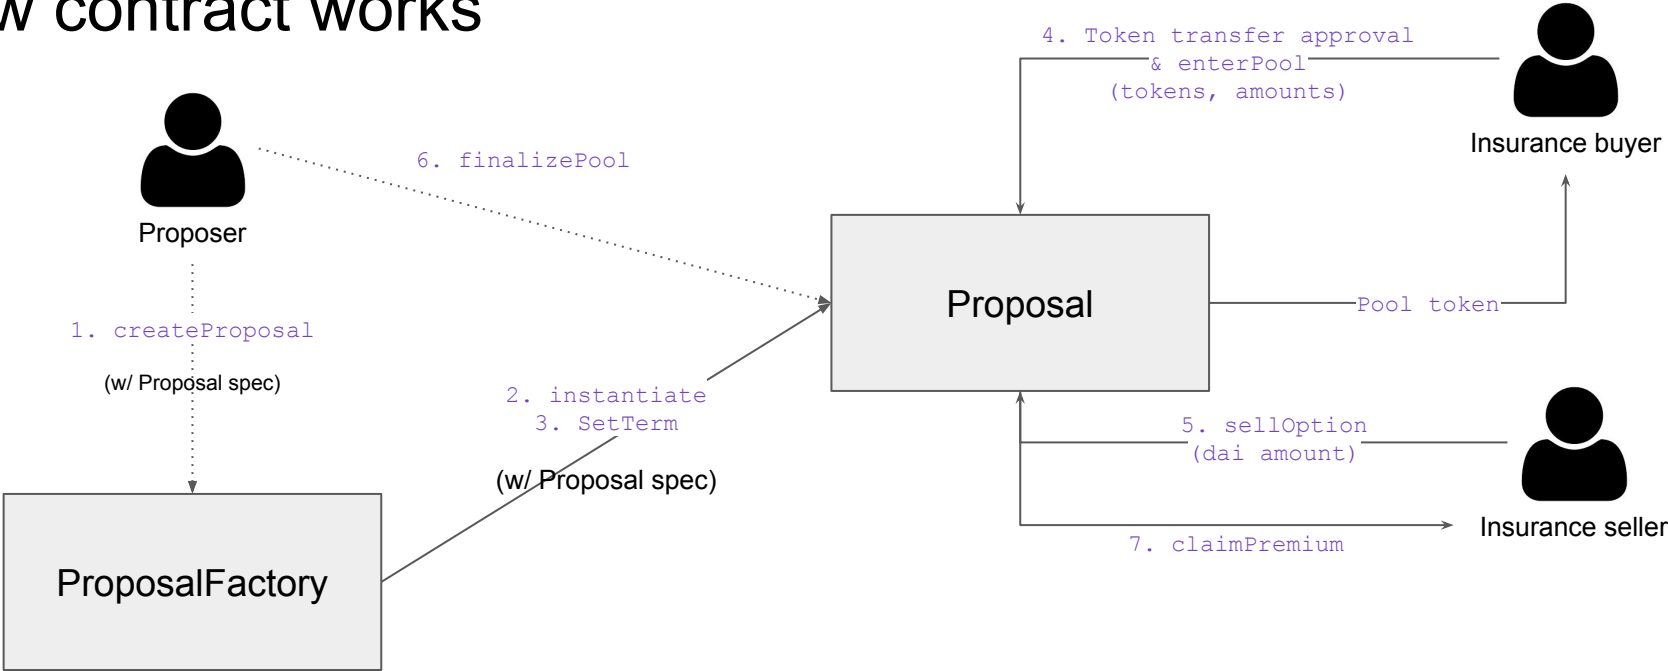 w contract works
4. Token transfer approval
& enterPool
(tokens, amounts)
Insurance buyer
6. finalizePool
Proposer
Proposal
Pool token
1. createProposal
(w/ Proposal spec)
2. instantiate
3. SetTerm
(w/ Proposal spec)
5. sellOption
(dai amount)
Insurance seller
7. claimPremium
ProposalFactory